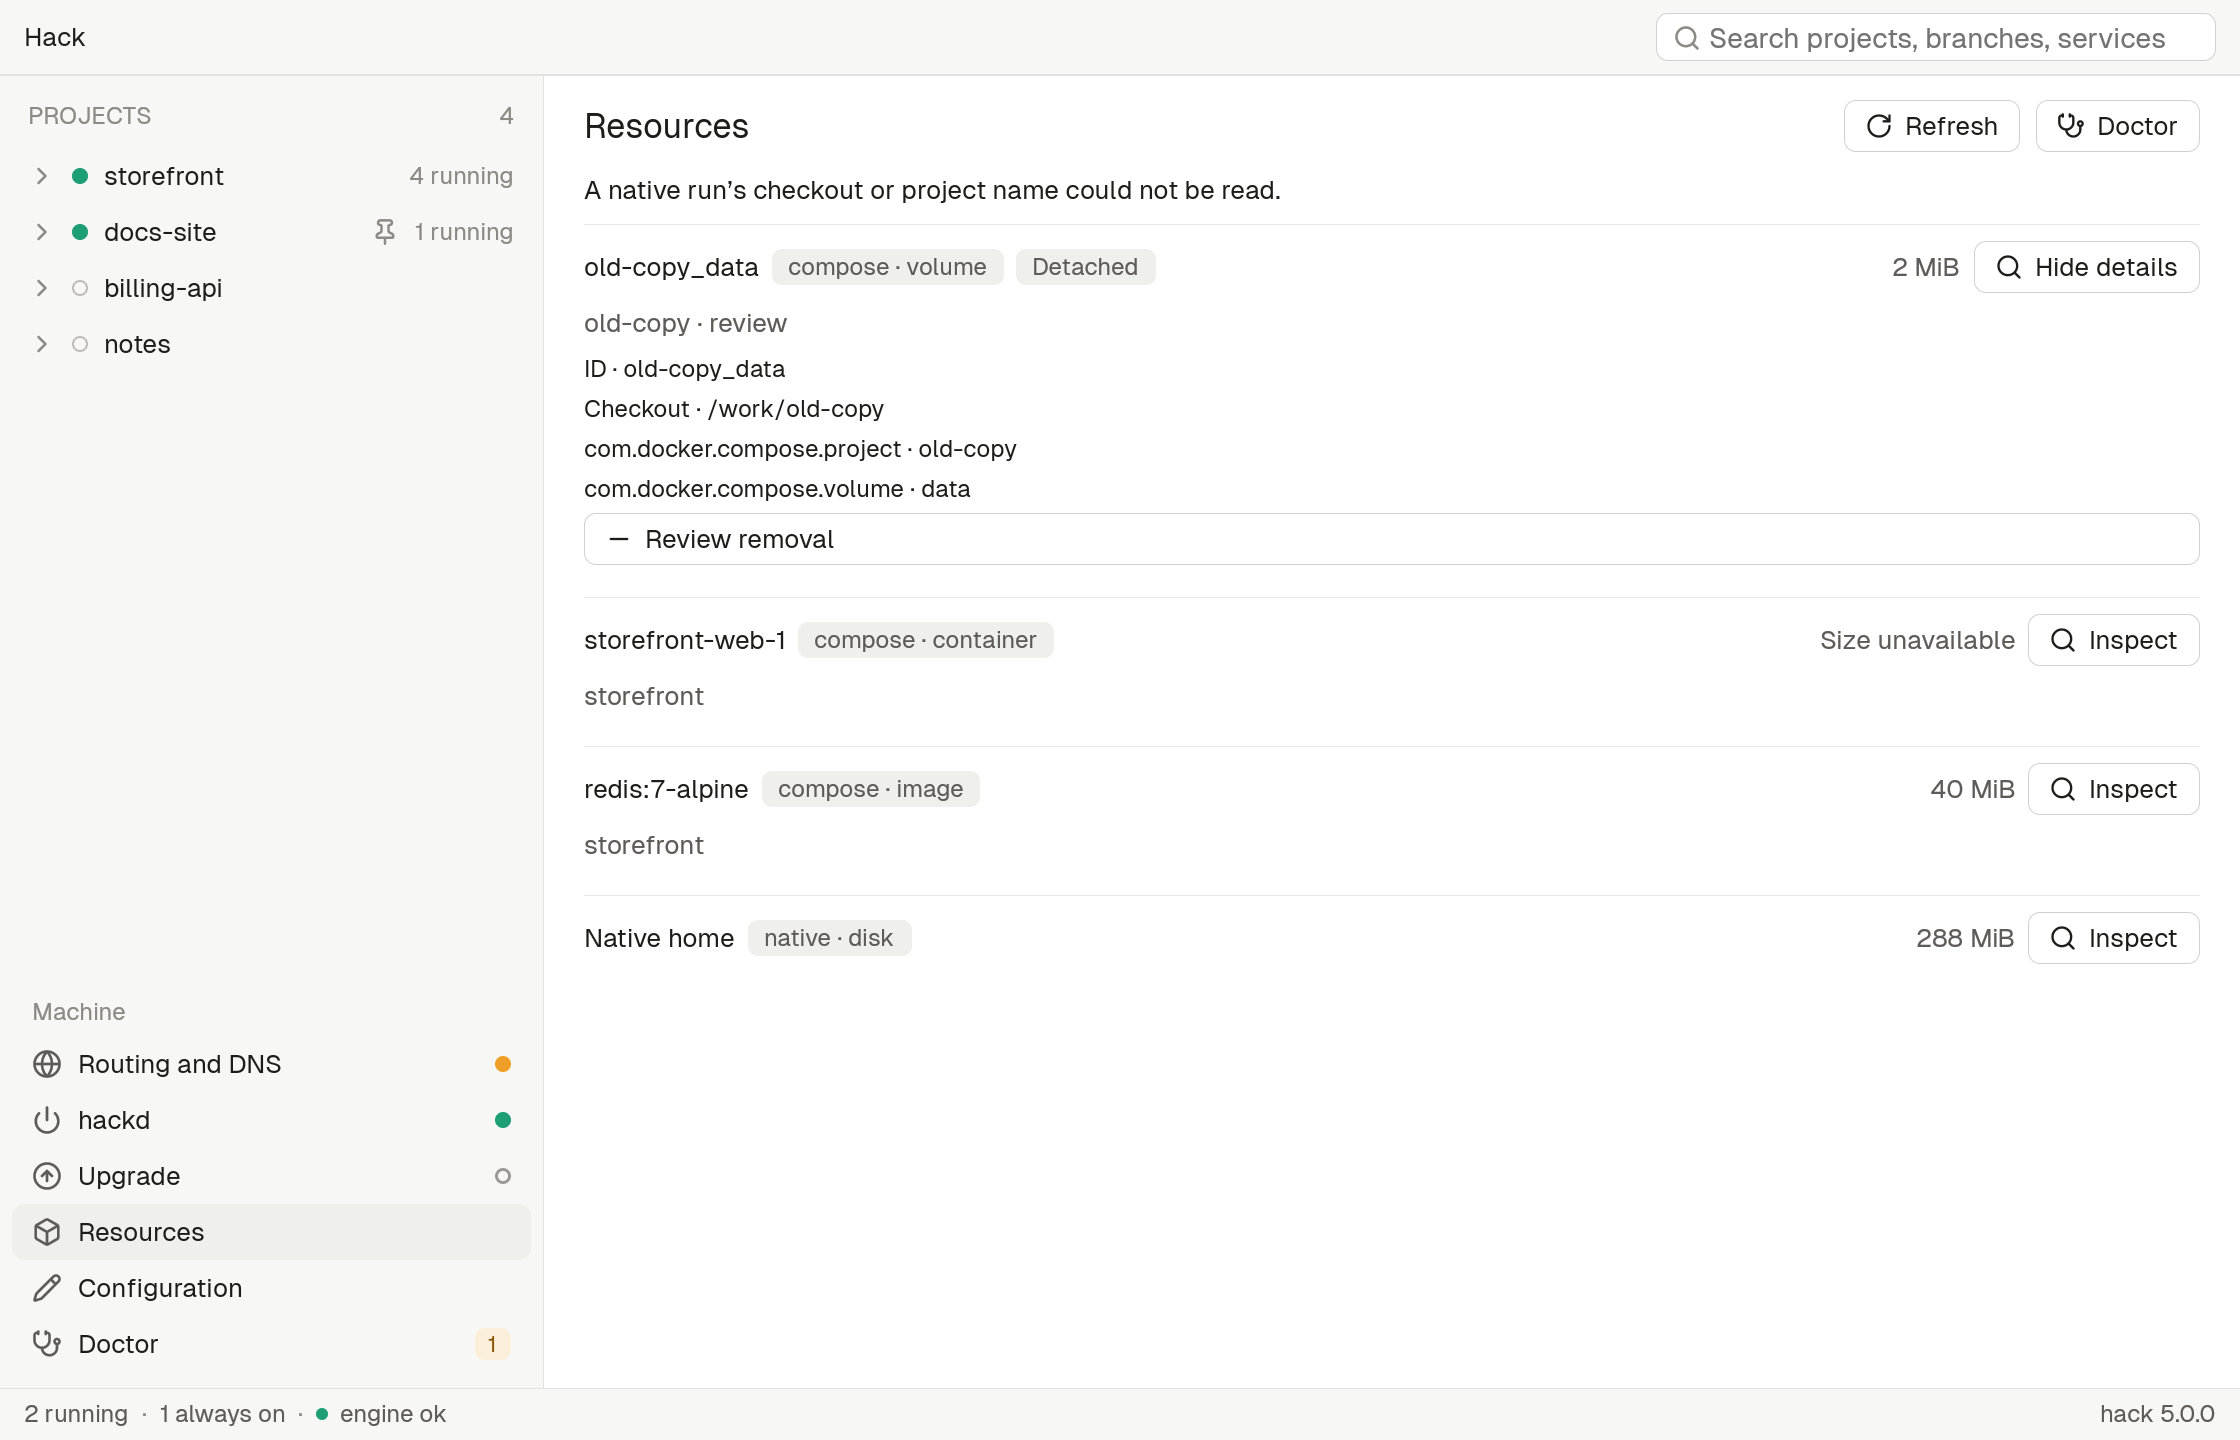 Hack
Search projects, branches, services
PROJECTS 4
storefront 4 running
docs-site 1 running
billing-api
notes
Machine
Routing and DNS
hackd
Upgrade
Resources
Configuration
Doctor 1
Resources
Refresh
Doctor
A native run’s checkout or project name could not be read.
old-copy_data compose · volume Detached 2 MiB Hide details
old-copy · review
ID · old-copy_data
Checkout · /work/old-copy
com.docker.compose.project · old-copy
com.docker.compose.volume · data
Review removal
storefront-web-1 compose · container Size unavailable Inspect
storefront
redis:7-alpine compose · image 40 MiB Inspect
storefront
Native home native · disk 288 MiB Inspect
2 running · 1 always on · engine ok
hack 5.0.0